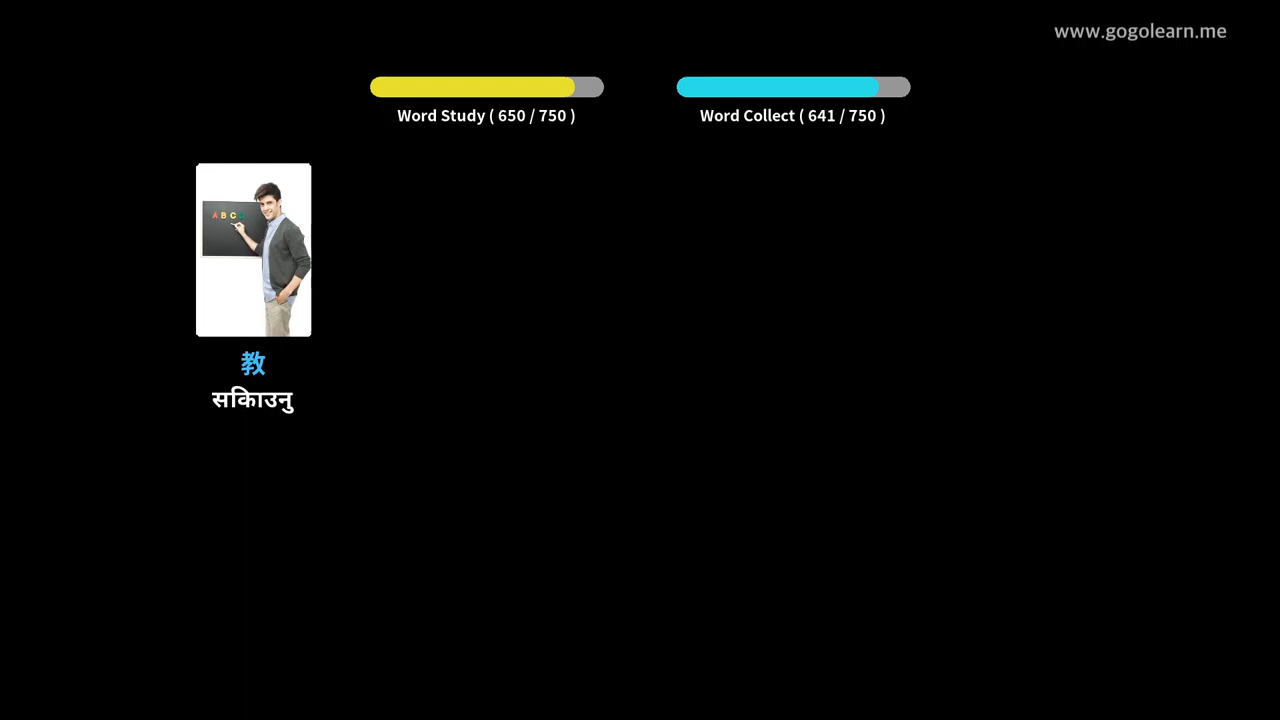 www.gogolearn.me
Word Study ( 650 / 750 )
Word Collect ( 641 / 750 )
A B C D
教
सकिाउनु